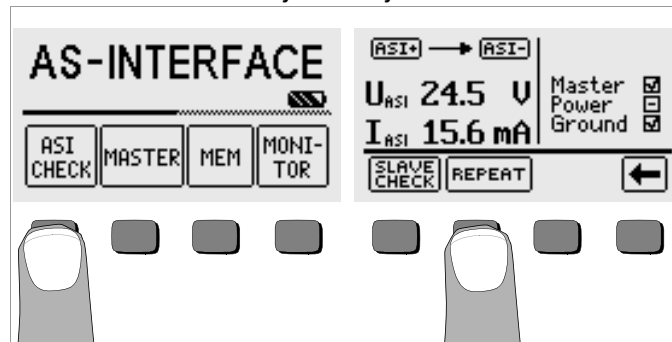 AS-INTERFACE
ASI
CHECK
MASTER
MEM
MONI-
TOR
ASI+ ASI-
UASI 24.5 V
IASI 15.6 mA
Master
Power
Ground
SLAVE
CHECK
REPEAT